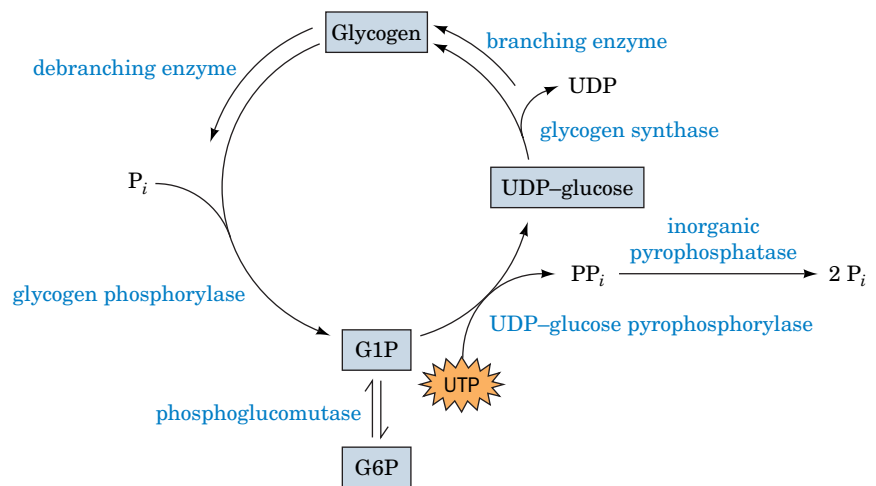 Glycogen
branching enzyme
debranching enzyme
UDP
glycogen synthase
P𝑖
UDP–glucose
inorganic
pyrophosphatase
PP𝑖
2 P𝑖
glycogen phosphorylase
UDP–glucose pyrophosphorylase
G1P
UTP
phosphoglucomutase
G6P